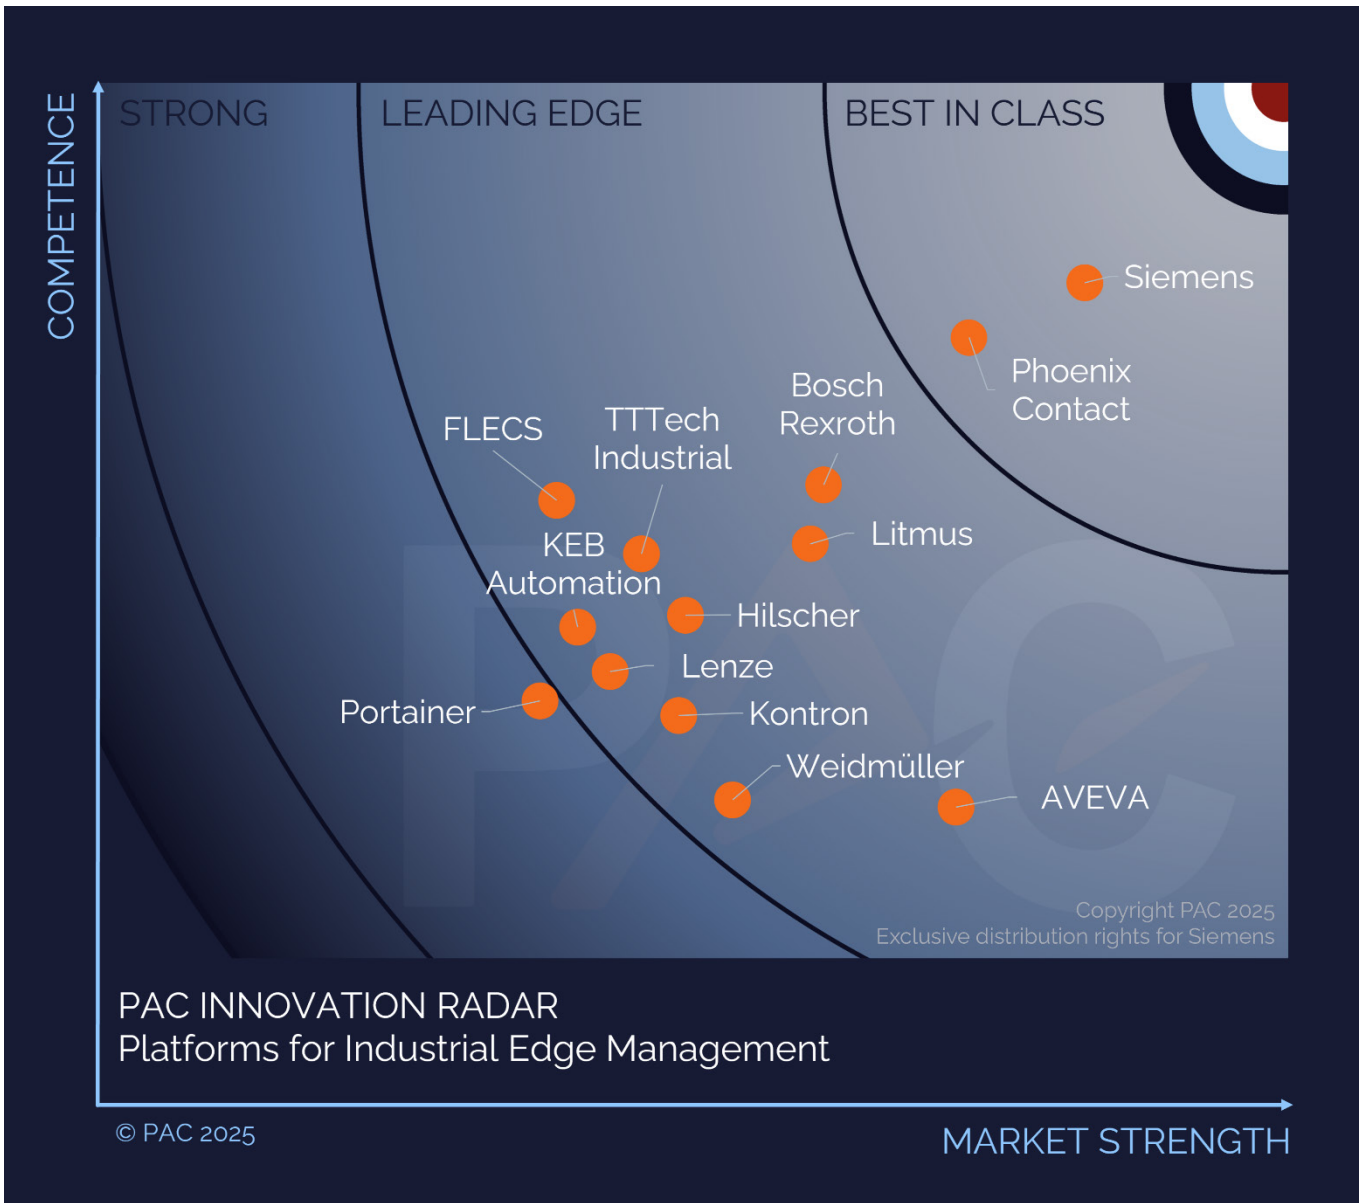 COMPETENCE
STRONG
LEADING EDGE
BEST IN CLASS
Siemens
Phoenix
Contact
Bosch
Rexroth
TTTech
Industrial
FLECS
Litmus
KEB
Automation
Hilscher
Lenze
Portainer
Kontron
Weidmüller
AVEVA
PAC
Copyright PAC 2025
Exclusive distribution rights for Siemens
PAC INNOVATION RADAR
Platforms for Industrial Edge Management
© PAC 2025
MARKET STRENGTH